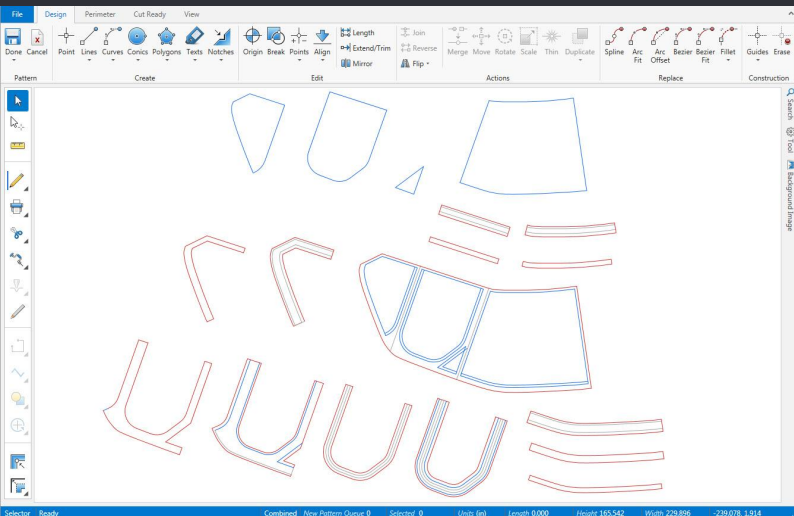 File Design Perimeter Cut Ready View
Done Cancel Point Lines Curves Conics Polygons Texts Notches Origin Break Points Align Length Extend/Trim Mirror Join Reverse Flip Merge Move Rotate Scale Thin Duplicate Spline Arc Fit Arc Offset Bezier Bezier Fit Fillet Guides Erase
Pattern Create Edit Actions Replace Construction
Search
Tool
Background Image
Selector Ready Combined New Pattern Queue 0 Selected 0 Units (in) Length 0.000 Height 165.542 Width 229.896 -239.078, 1.914